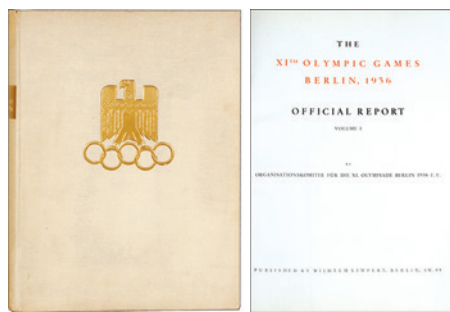 THE
XITH OLYMPIC GAMES
BERLIN, 1936
OFFICIAL REPORT
VOLUME I
BY
ORGANISATIONSKOMITEE FÜR DIE XI. OLYMPIADE BERLIN 1936 E.V.
PUBLISHED BY WILHELM LIMPERT, BERLIN, SW. 68